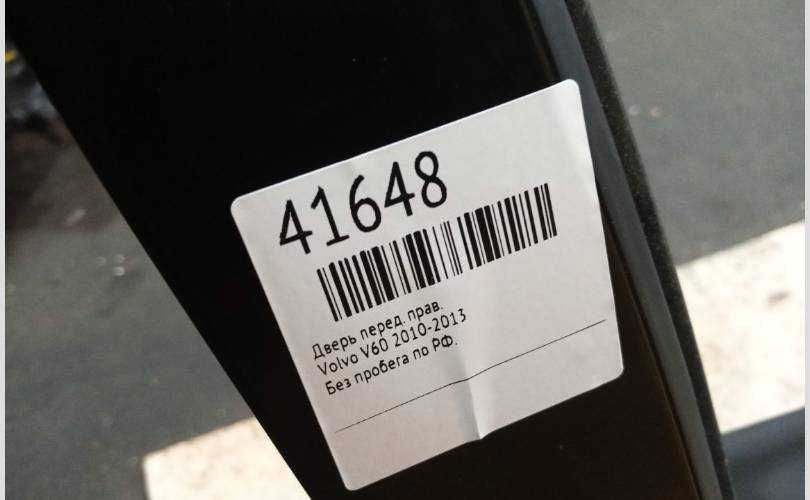 41648
Дверь перед. прав.
Volvo V60 2010-2013
Без пробега по РФ.